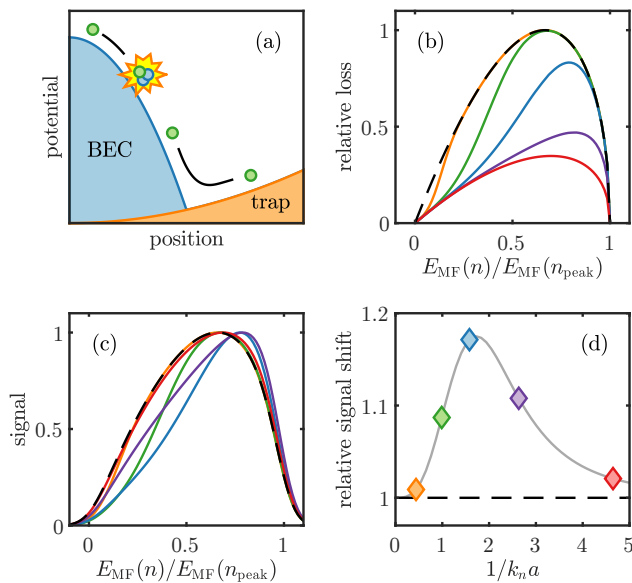 (a)
potential
BEC
trap
position
(b)
relative loss
1
0.5
0
0
0.5
1
E_MF(n)/E_MF(n_peak)
(c)
signal
1
0.5
0
0
0.5
1
E_MF(n)/E_MF(n_peak)
(d)
relative signal shift
1.2
1.1
1
0
1
2
3
4
5
1/k_n a